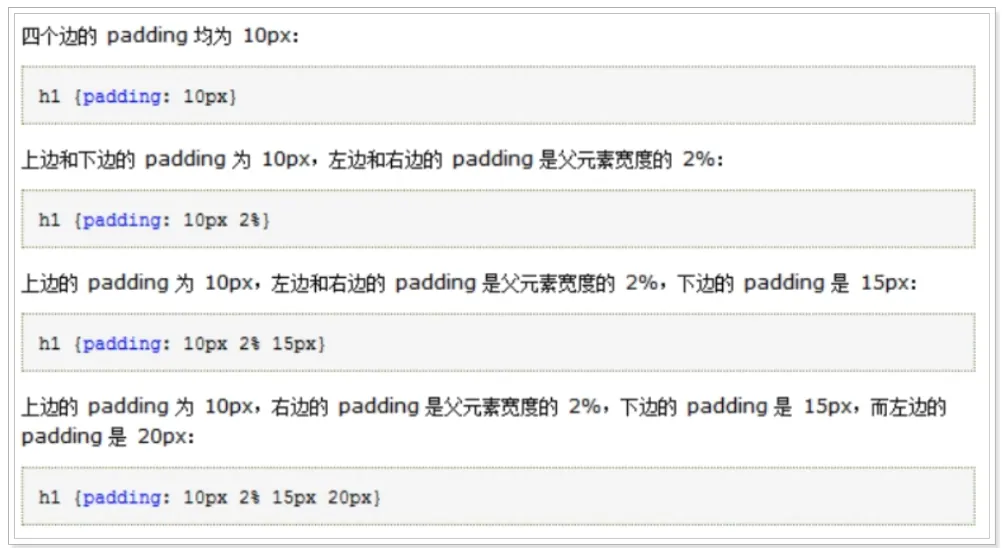 四个边的 padding 均为 10px：
h1 {padding: 10px}
上边和下边的 padding 为 10px，左边和右边的 padding 是父元素宽度的 2%：
h1 {padding: 10px 2%}
上边的 padding 为 10px，左边和右边的 padding 是父元素宽度的 2%，下边的 padding 是 15px：
h1 {padding: 10px 2% 15px}
上边的 padding 为 10px，右边的 padding 是父元素宽度的 2%，下边的 padding 是 15px，而左边的
padding 是 20px：
h1 {padding: 10px 2% 15px 20px}